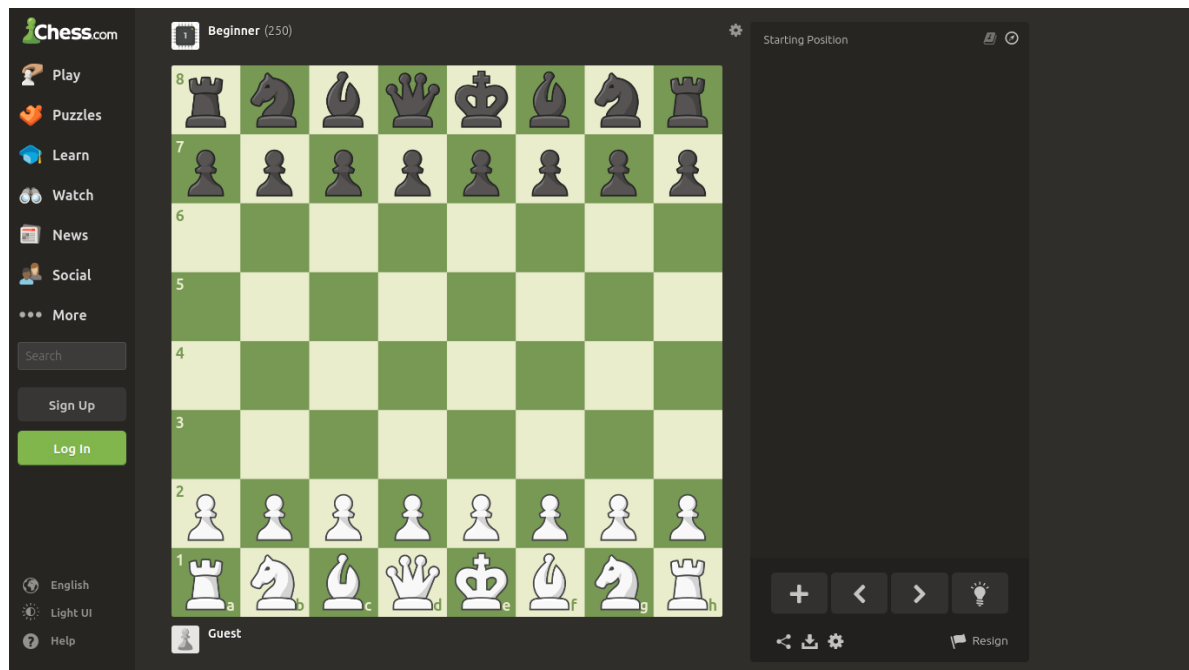 Chess.com
Play
Puzzles
Learn
Watch
News
Social
More
Search
Sign Up
Log In
English
Light UI
Help
1
Beginner (250)
8
7
6
5
4
3
2
1
a b c d e f g h
Guest
Starting Position
Resign